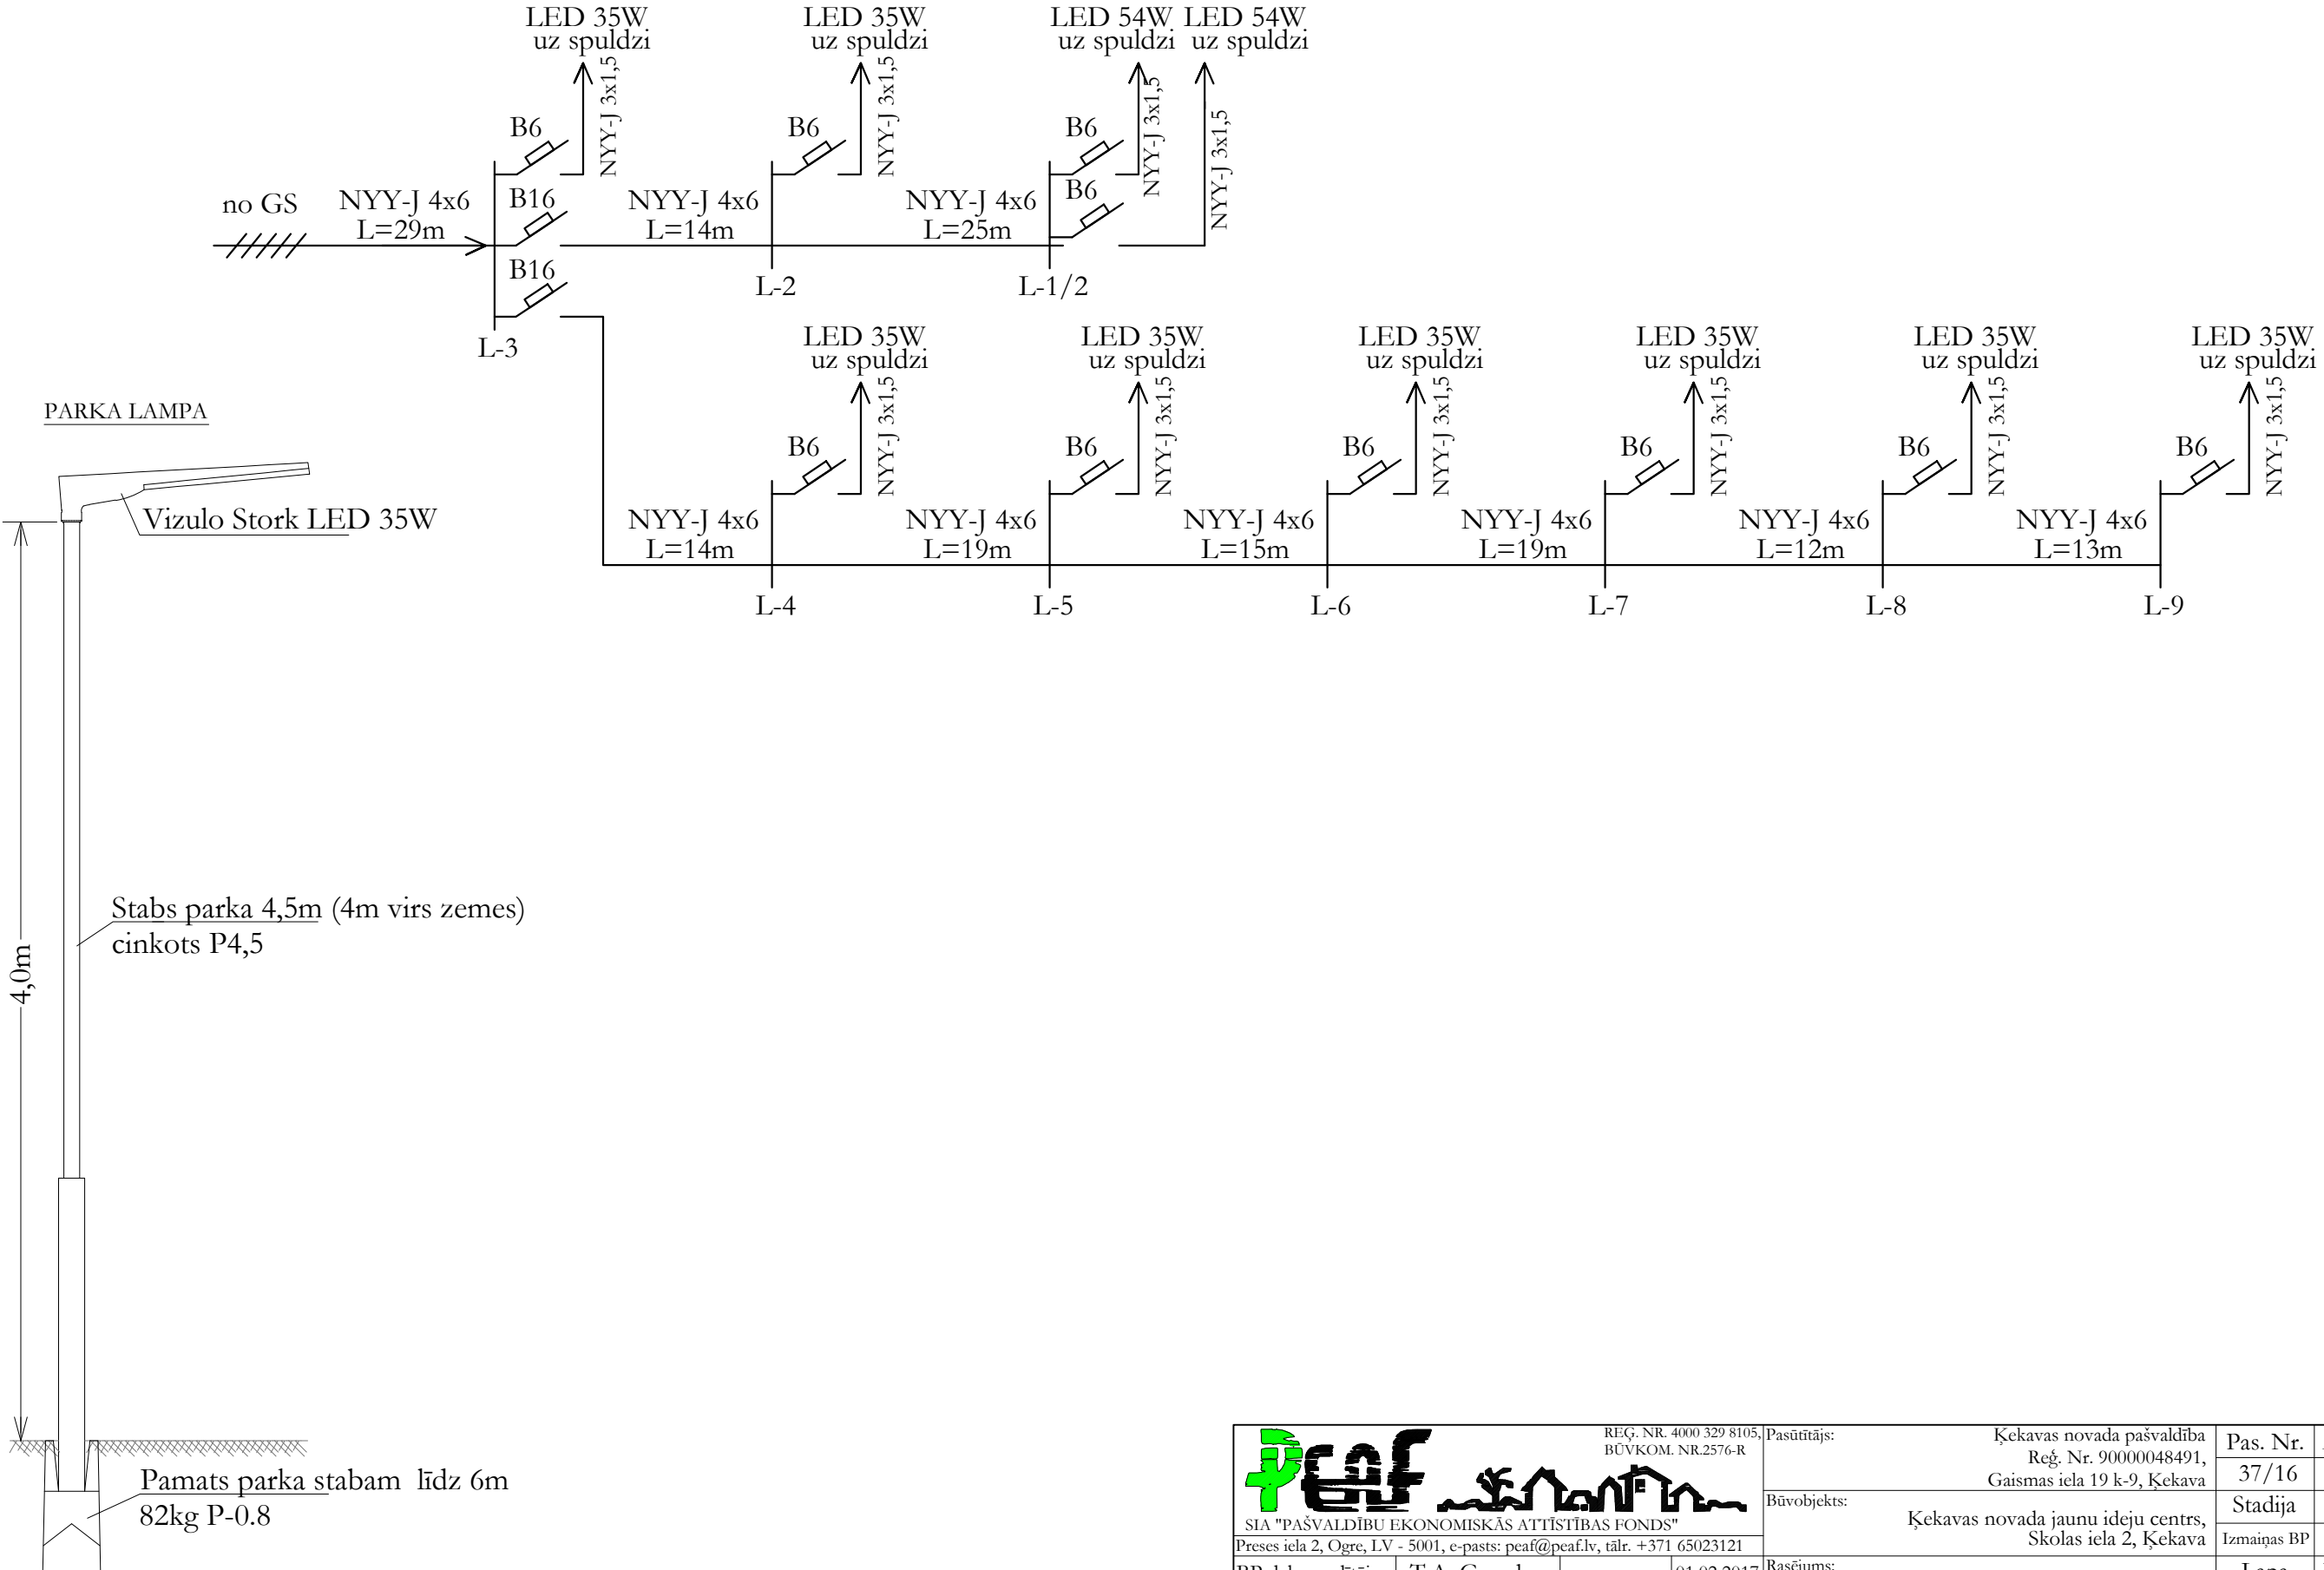 LED 35W
uz spuldzi
LED 35W
uz spuldzi
LED 54W
uz spuldzi
LED 54W
uz spuldzi
NYY-J 3x1,5
NYY-J 3x1,5
NYY-J 3x1,5
NYY-J 3x1,5
B6
B6
B6
B6
B16
B16
no GS
NYY-J 4x6
L=29m
NYY-J 4x6
L=14m
NYY-J 4x6
L=25m
L-3
L-2
L-1/2
LED 35W
uz spuldzi
LED 35W
uz spuldzi
LED 35W
uz spuldzi
LED 35W
uz spuldzi
LED 35W
uz spuldzi
LED 35W
uz spuldzi
NYY-J 3x1,5
NYY-J 3x1,5
NYY-J 3x1,5
NYY-J 3x1,5
NYY-J 3x1,5
NYY-J 3x1,5
B6
B6
B6
B6
B6
B6
NYY-J 4x6
L=14m
NYY-J 4x6
L=19m
NYY-J 4x6
L=15m
NYY-J 4x6
L=19m
NYY-J 4x6
L=12m
NYY-J 4x6
L=13m
L-4
L-5
L-6
L-7
L-8
L-9
PARKA LAMPA
Vizulo Stork LED 35W
Stabs parka 4,5m (4m virs zemes)
cinkots P4,5
4,0m
Pamats parka stabam līdz 6m
82kg P-0.8
peaf
REĢ. NR. 4000 329 8105,
BŪVKOM. NR.2576-R
SIA "PAŠVALDĪBU EKONOMISKĀS ATTĪSTĪBAS FONDS"
Preses iela 2, Ogre, LV - 5001, e-pasts: peaf@peaf.lv, tālr. +371 65023121
Pasūtītājs:
Ķekavas novada pašvaldība
Reģ. Nr. 90000048491,
Gaismas iela 19 k-9, Ķekava
Būvobjekts:
Ķekavas novada jaunu ideju centrs,
Skolas iela 2, Ķekava
Pas. Nr.
37/16
Stadija
Izmaiņas BP
01.02.2017
Rasējums:
Lapa